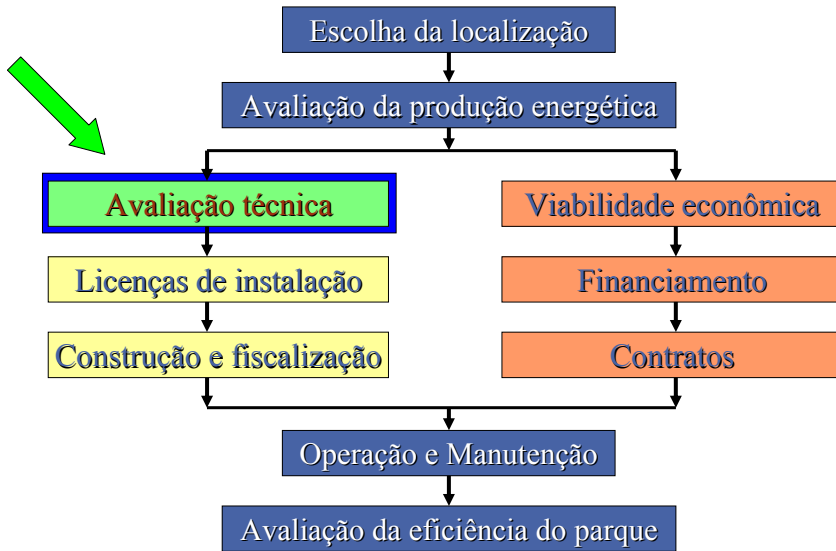 Escolha da localização
Avaliação da produção energética
Avaliação técnica
Viabilidade econômica
Licenças de instalação
Financiamento
Construção e fiscalização
Contratos
Operação e Manutenção
Avaliação da eficiência do parque